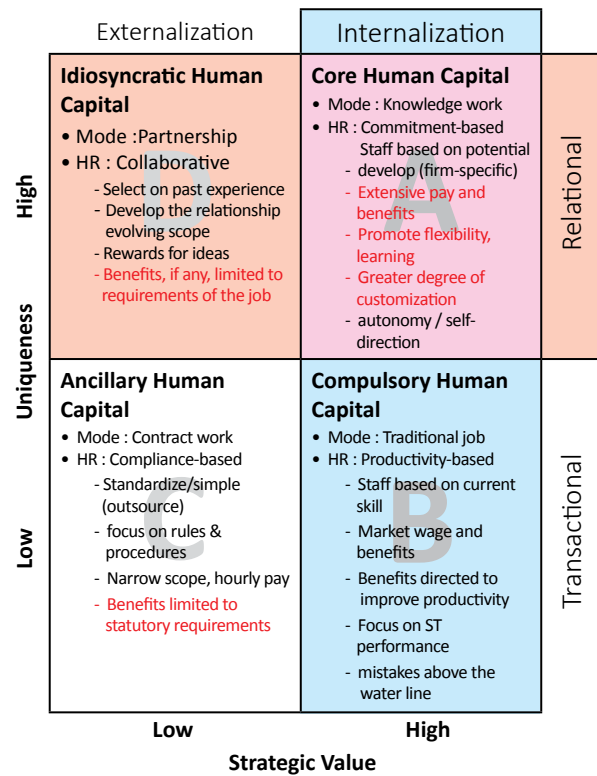 Externalization
Internalization
Idiosyncratic Human
Capital
• Mode :Partnership
• HR : Collaborative
- Select on past experience
- Develop the relationship
evolving scope
- Rewards for ideas
- Benefits, if any, limited to
requirements of the job
D
Core Human Capital
• Mode : Knowledge work
• HR : Commitment-based
Staff based on potential
- develop (firm-specific)
- Extensive pay and
benefits
- Promote flexibility,
learning
- Greater degree of
customization
- autonomy / self-
direction
A
Ancillary Human
Capital
• Mode : Contract work
• HR : Compliance-based
- Standardize/simple
(outsource)
- focus on rules &
procedures
- Narrow scope, hourly pay
- Benefits limited to
statutory requirements
C
Compulsory Human
Capital
• Mode : Traditional job
• HR : Productivity-based
- Staff based on current
skill
- Market wage and
benefits
- Benefits directed to
improve productivity
- Focus on ST
performance
- mistakes above the
water line
B
High
Uniqueness
Low
Relational
Transactional
Low
High
Strategic Value